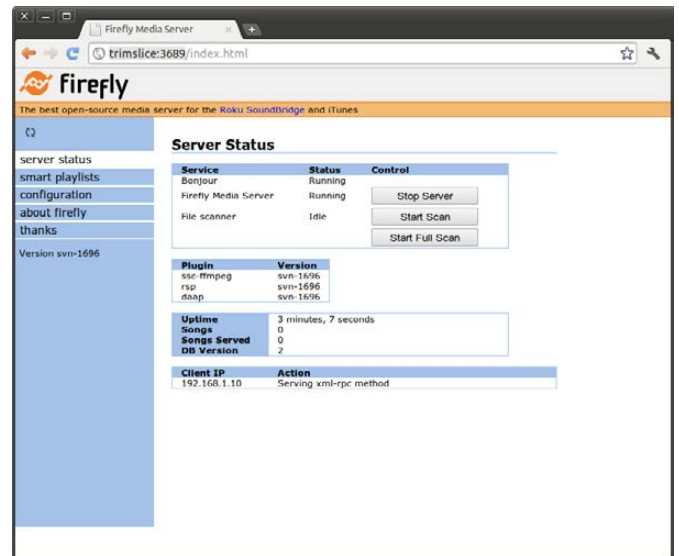 Firefly Media Server
trimslice:3689/index.html
firefly
The best open-source media server for the Roku SoundBridge and iTunes
server status
smart playlists
configuration
about firefly
thanks
Version svn-1696
Server Status
Service Status Control
Bonjour Running
Firefly Media Server Running Stop Server
File scanner Idle Start Scan
Start Full Scan
Plugin Version
ssc-ffmpeg svn-1696
rsp svn-1696
daap svn-1696
Uptime 3 minutes, 7 seconds
Songs 0
Songs Served 0
DB Version 2
Client IP Action
192.168.1.10 Serving xml-rpc method